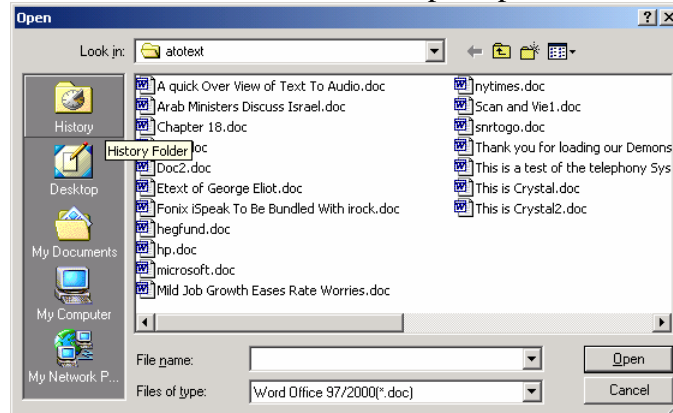 Open
Look in:
atotext
History
History Folder
Desktop
My Documents
My Computer
My Network P...
A quick Over View of Text To Audio.doc
Arab Ministers Discuss Israel.doc
Chapter 18.doc
oc
Doc2.doc
Etext of George Eliot.doc
Fonix iSpeak To Be Bundled With irock.doc
hegfund.doc
hp.doc
microsoft.doc
Mild Job Growth Eases Rate Worries.doc
nytimes.doc
Scan and Vie1.doc
snrtogo.doc
Thank you for loading our Demons
This is a test of the telephony Sys
This is Crystal.doc
This is Crystal2.doc
File name:
Open
Files of type:
Word Office 97/2000(*.doc)
Cancel